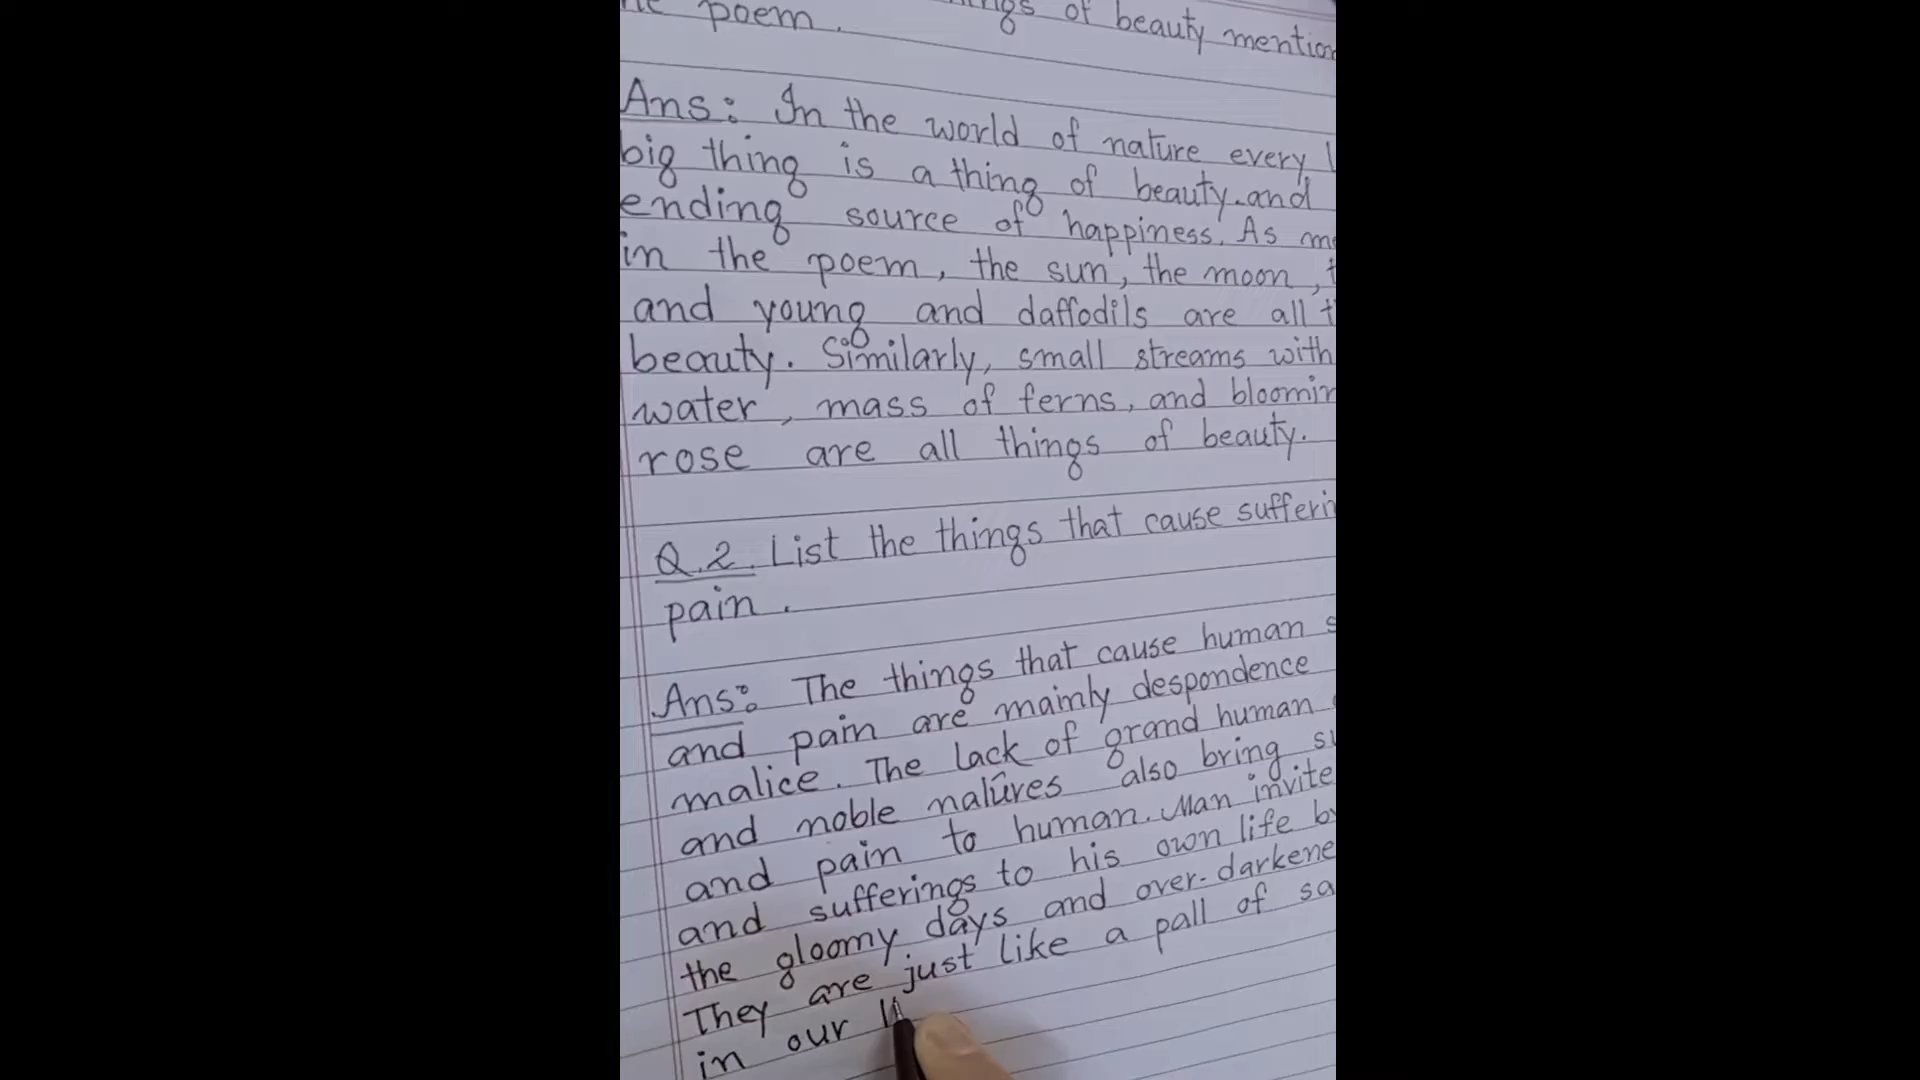 poem. of beauty mention
Ans: In the world of nature every
big thing is a thing of beauty and
ending source of happiness. As
in the poem, the sun, the moon,
and young and daffodils are all
beauty. Similarly, small streams with
water, mass of ferns, and bloomin
rose are all things of beauty.
Q.2. List the things that cause sufferi
pain.
Ans: The things that cause human
and pain are mainly despondence
malice. The lack of grand human
and noble natures also bring su
and pain to human. Man invite
and sufferings to his own life by
the gloomy days and over-darkene
They are just like a pall of sa
in our